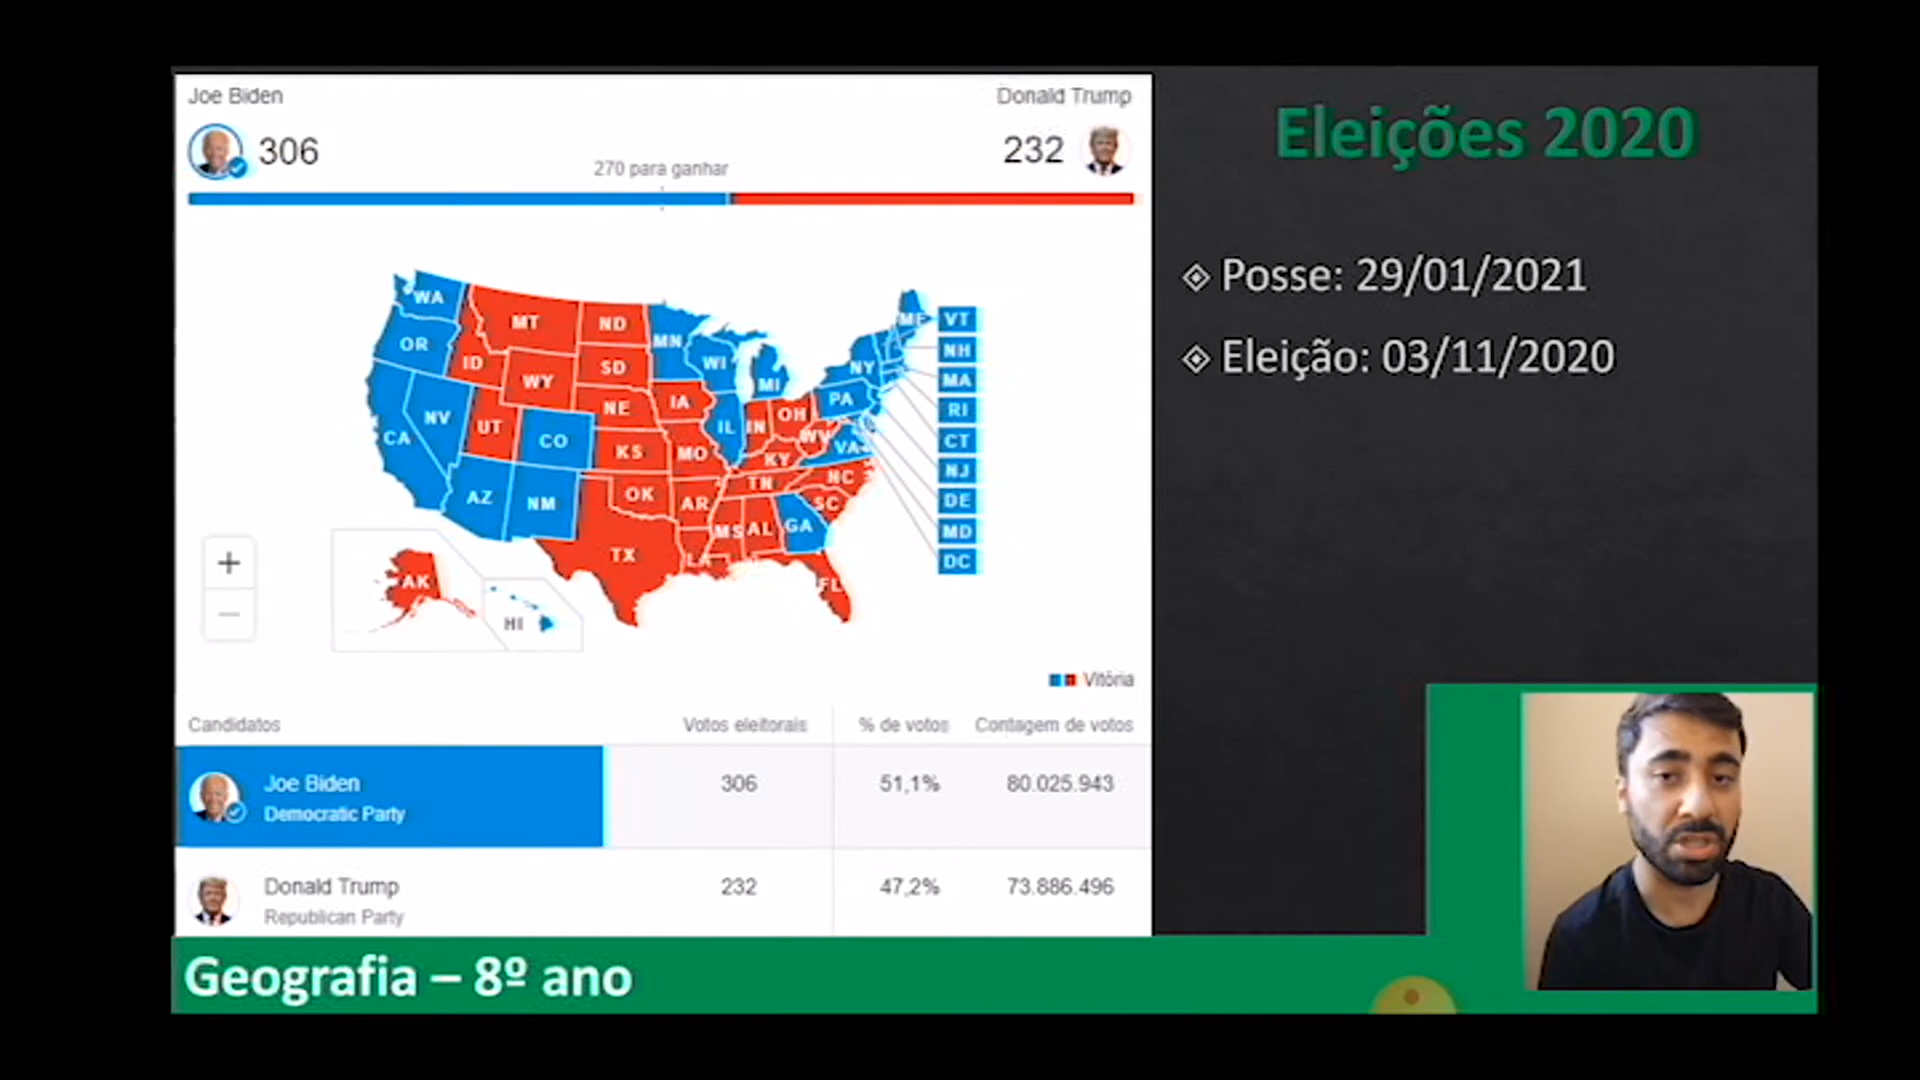 Joe Biden
Donald Trump
306
232
270 para ganhar
Eleições 2020
Posse: 29/01/2021
Eleição: 03/11/2020
WA
MT
ND
MN
ME
VT
OR
ID
SD
WI
NY
NH
WY
MI
MA
NE
IA
PA
RI
NV
UT
CO
IL
IN
OH
CA
KS
MO
WV
VA
CT
KY
NJ
AZ
NM
OK
AR
TN
NC
DE
SC
MS
AL
GA
MD
TX
LA
DC
AK
FL
HI
+
−
Vitória
Candidatos
Votos eleitorais
% de votos
Contagem de votos
Joe Biden
Democratic Party
306
51,1%
80.025.943
Donald Trump
Republican Party
232
47,2%
73.886.496
Geografia – 8º ano